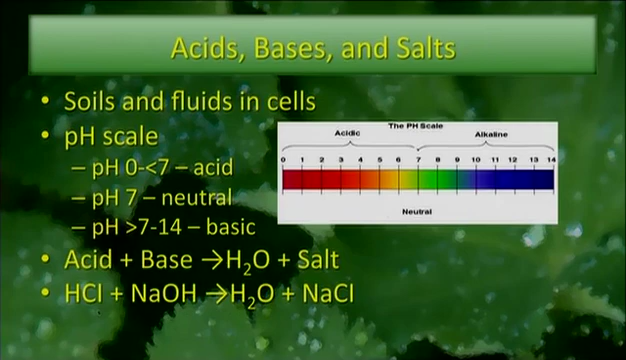 Acids, Bases, and Salts
• Soils and fluids in cells
• pH scale
– pH 0-<7 – acid
– pH 7 – neutral
– pH >7-14 – basic
The PH Scale
Acidic
Alkaline
0 1 2 3 4 5 6 7 8 9 10 11 12 13 14
Neutral
• Acid + Base →H₂O + Salt
• HCl + NaOH →H₂O + NaCl